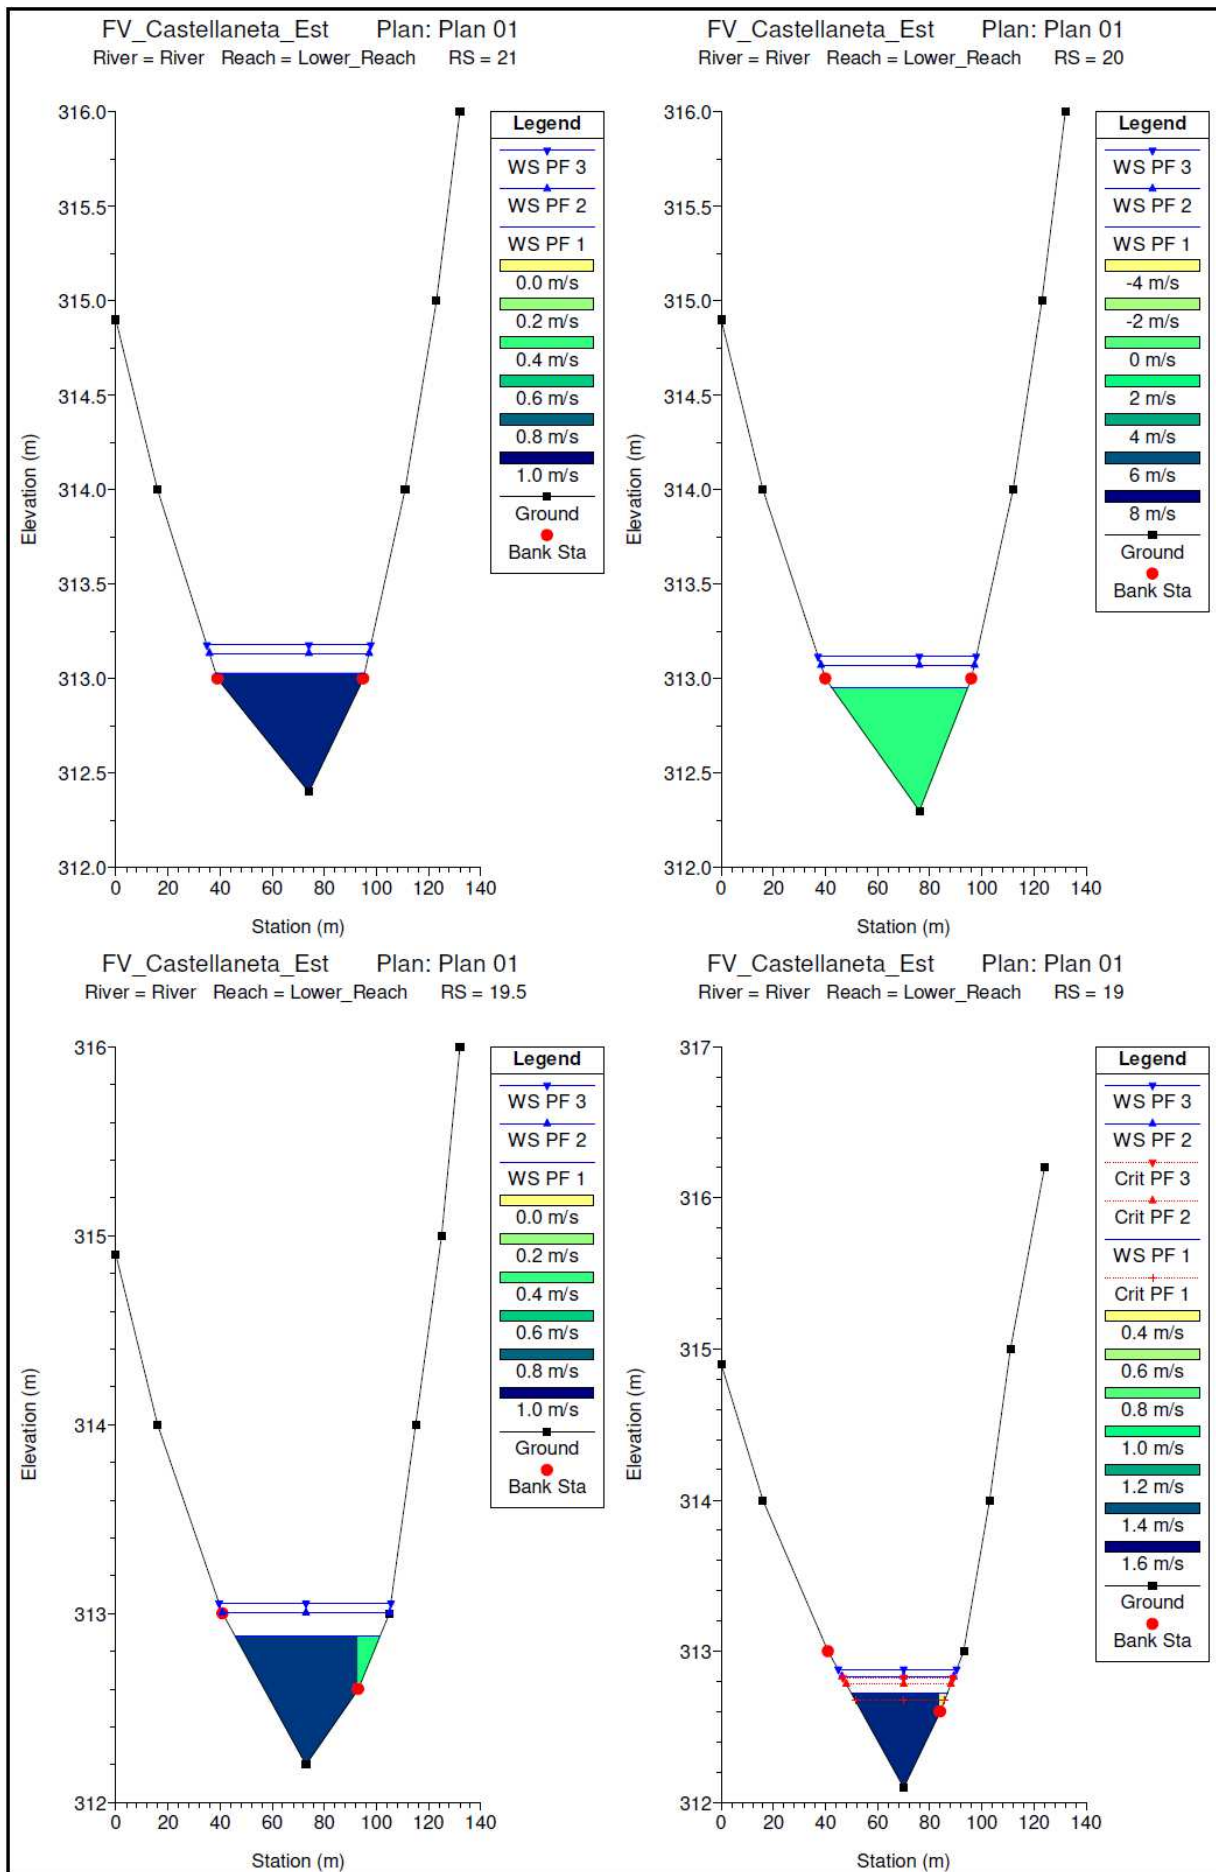 FV_Castellaneta_Est Plan: Plan 01
River = River Reach = Lower_Reach RS = 21
316.0
315.5
315.0
314.5
314.0
313.5
313.0
312.5
312.0
Elevation (m)
0 20 40 60 80 100 120 140
Station (m)
Legend
WS PF 3
WS PF 2
WS PF 1
0.0 m/s
0.2 m/s
0.4 m/s
0.6 m/s
0.8 m/s
1.0 m/s
Ground
Bank Sta
FV_Castellaneta_Est Plan: Plan 01
River = River Reach = Lower_Reach RS = 20
316.0
315.5
315.0
314.5
314.0
313.5
313.0
312.5
312.0
Elevation (m)
0 20 40 60 80 100 120 140
Station (m)
Legend
WS PF 3
WS PF 2
WS PF 1
-4 m/s
-2 m/s
0 m/s
2 m/s
4 m/s
6 m/s
8 m/s
Ground
Bank Sta
FV_Castellaneta_Est Plan: Plan 01
River = River Reach = Lower_Reach RS = 19.5
316
315
314
313
312
Elevation (m)
0 20 40 60 80 100 120 140
Station (m)
Legend
WS PF 3
WS PF 2
WS PF 1
0.0 m/s
0.2 m/s
0.4 m/s
0.6 m/s
0.8 m/s
1.0 m/s
Ground
Bank Sta
FV_Castellaneta_Est Plan: Plan 01
River = River Reach = Lower_Reach RS = 19
317
316
315
314
313
312
Elevation (m)
0 20 40 60 80 100 120 140
Station (m)
Legend
WS PF 3
WS PF 2
Crit PF 3
Crit PF 2
WS PF 1
Crit PF 1
0.4 m/s
0.6 m/s
0.8 m/s
1.0 m/s
1.2 m/s
1.4 m/s
1.6 m/s
Ground
Bank Sta